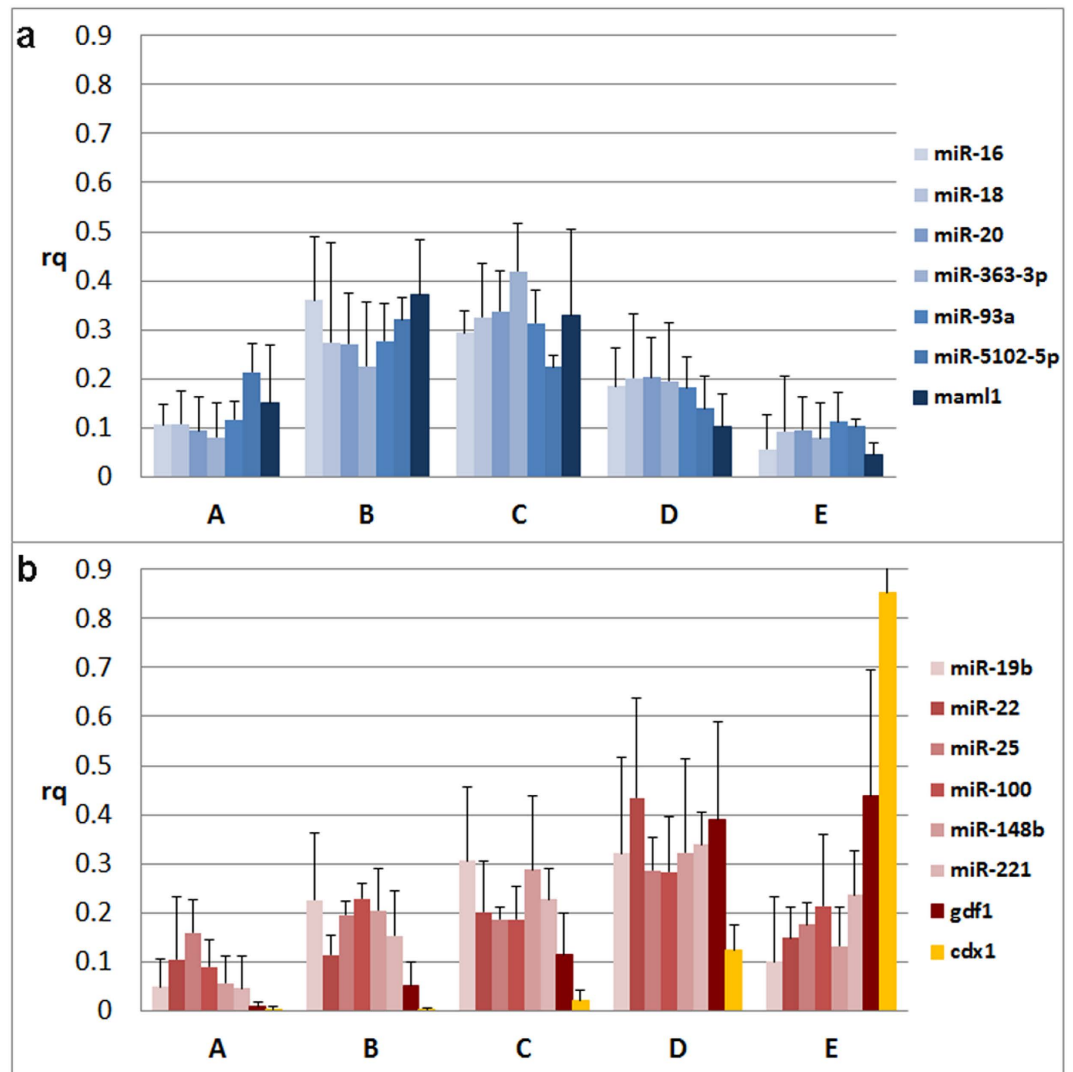 a
0.9
0.8
0.7
0.6
0.5
0.4
0.3
0.2
0.1
0
rq
A B C D E
miR-16
miR-18
miR-20
miR-363-3p
miR-93a
miR-5102-5p
maml1
b
0.9
0.8
0.7
0.6
0.5
0.4
0.3
0.2
0.1
0
rq
A B C D E
miR-19b
miR-22
miR-25
miR-100
miR-148b
miR-221
gdf1
cdx1